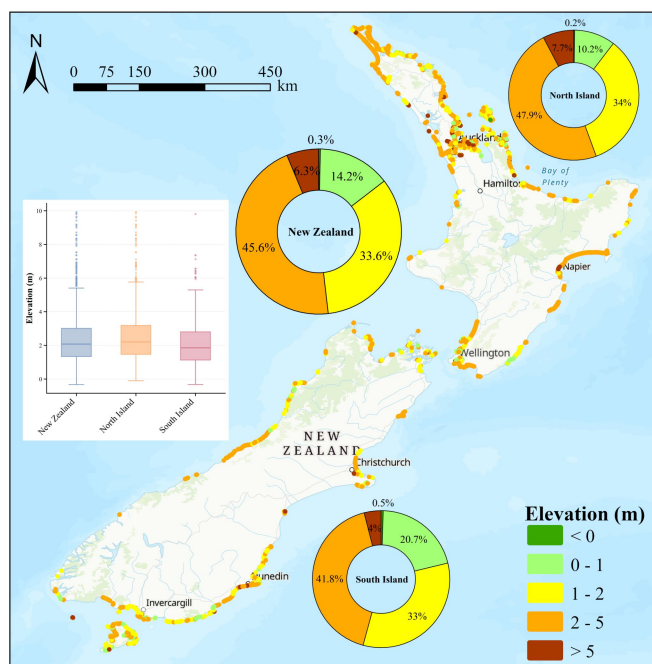 N
0 75 150 300 450
km
0.2%
7.7%
10.2%
North Island
47.9%
34%
Auckland
Bay of
Plenty
Hamilto
0.3%
6.3%
14.2%
New Zealand
45.6%
33.6%
Napier
Wellington
Elevation (m)
10
8
6
4
2
0
New Zealand
North Island
South Island
NEW
ZEALAND
Christchurch
0.5%
4%
20.7%
41.8%
South Island
33%
Dunedin
Invercargill
Elevation (m)
< 0
0 - 1
1 - 2
2 - 5
> 5